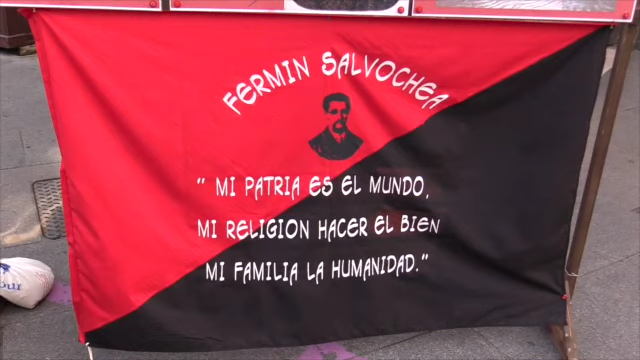 FERMIN SALVOCHEA
" MI PATRIA ES EL MUNDO,
MI RELIGION HACER EL BIEN
MI FAMILIA LA HUMANIDAD."